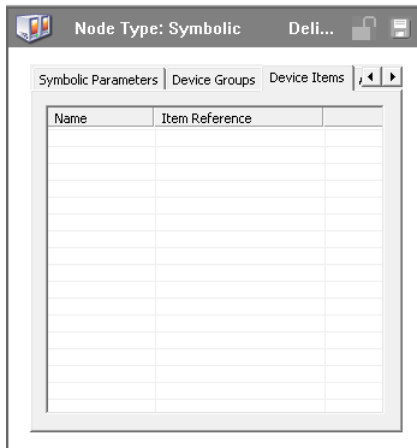 Node Type: Symbolic Deli...
Symbolic Parameters Device Groups Device Items
Name Item Reference